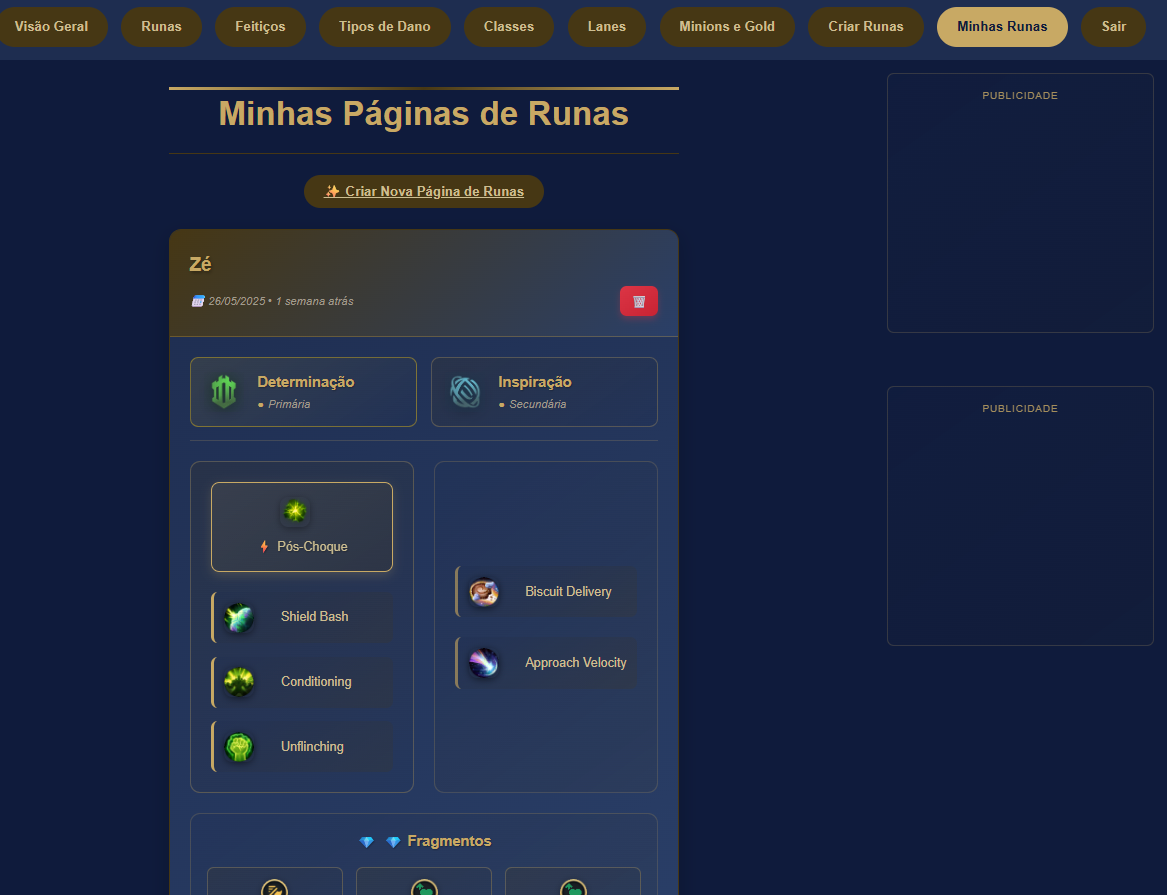 Visão Geral
Runas
Feitiços
Tipos de Dano
Classes
Lanes
Minions e Gold
Criar Runas
Minhas Runas
Sair
Minhas Páginas de Runas
✨ Criar Nova Página de Runas
Zé
26/05/2025 • 1 semana atrás
Determinação
● Primária
Inspiração
● Secundária
Pós-Choque
Shield Bash
Conditioning
Unflinching
Biscuit Delivery
Approach Velocity
💎 💎 Fragmentos
PUBLICIDADE
PUBLICIDADE